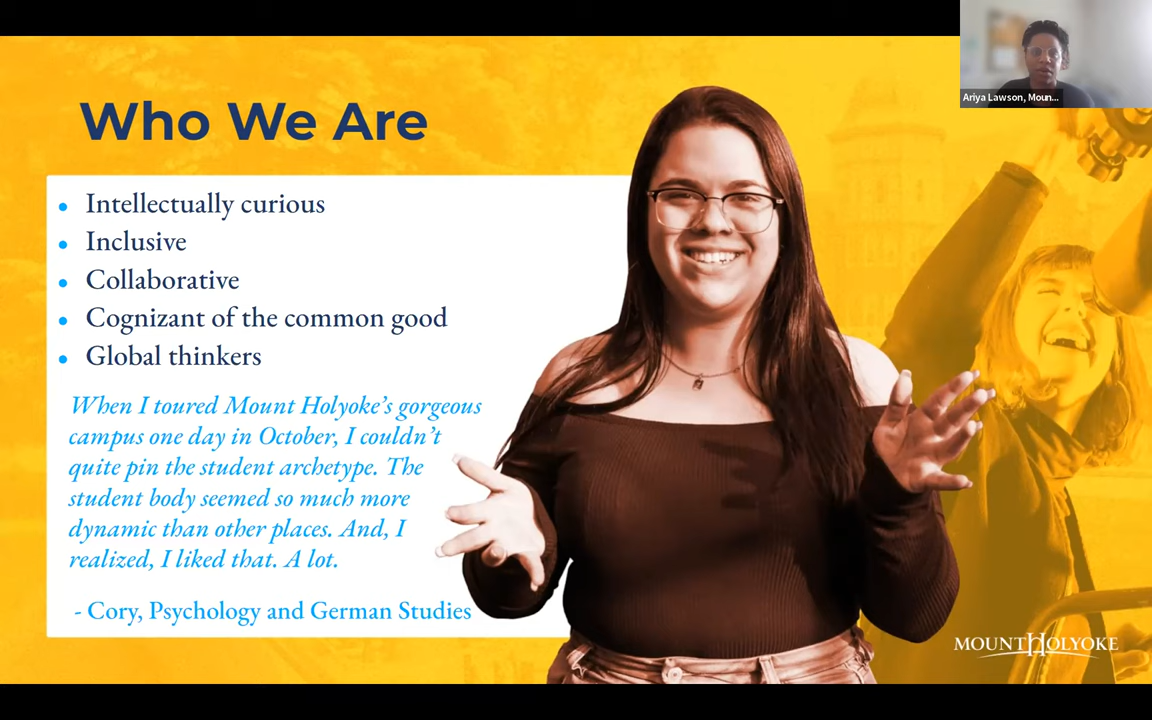 Ariya Lawson, Moun...
Who We Are
• Intellectually curious
• Inclusive
• Collaborative
• Cognizant of the common good
• Global thinkers
When I toured Mount Holyoke’s gorgeous
campus one day in October, I couldn’t
quite pin the student archetype. The
student body seemed so much more
dynamic than other places. And, I
realized, I liked that. A lot.
- Cory, Psychology and German Studies
MOUNT HOLYOKE